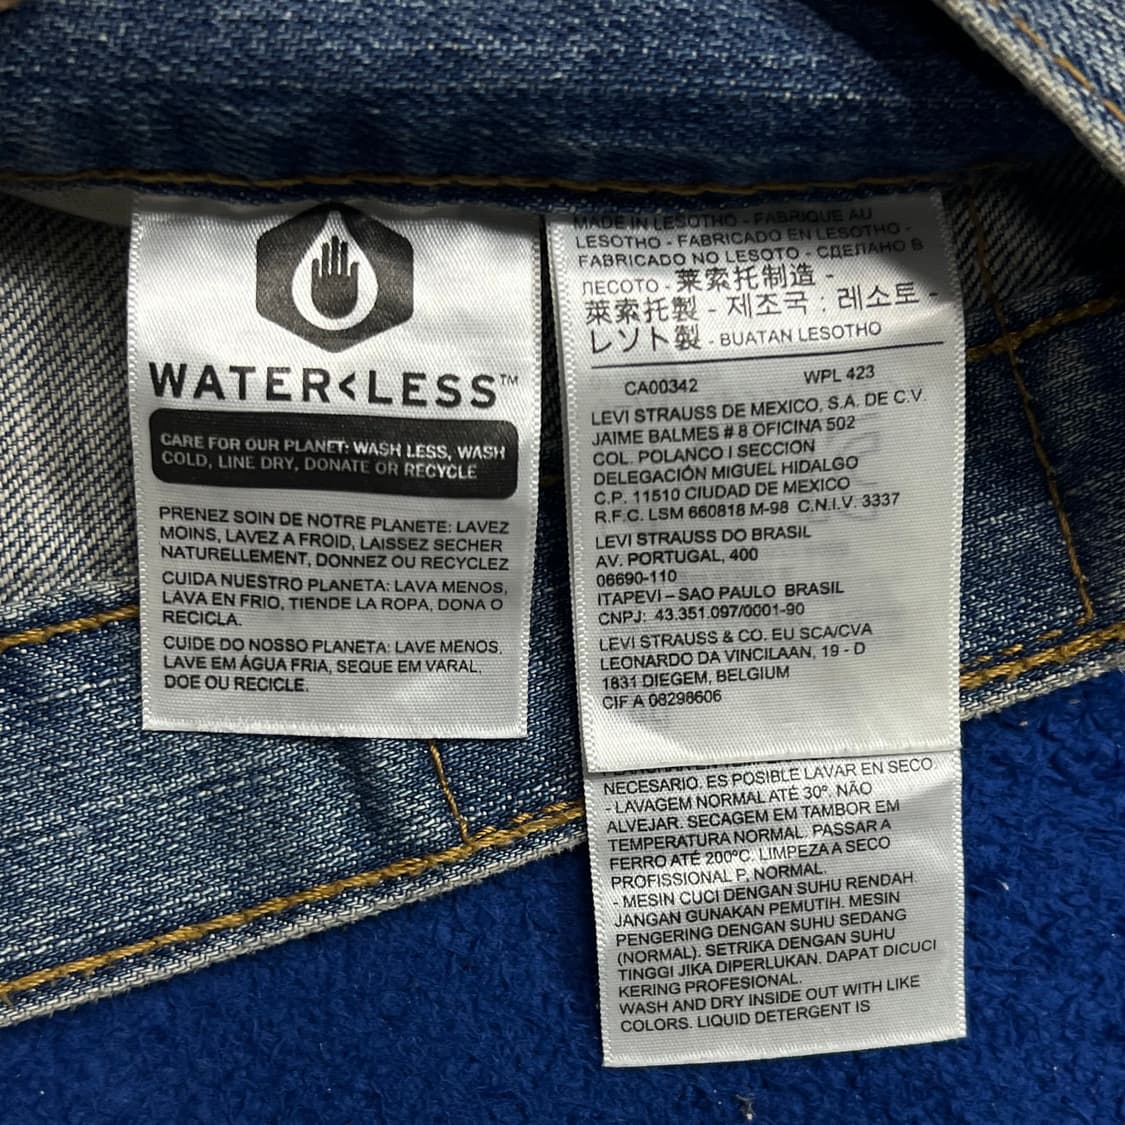 WATER<LESS™
CARE FOR OUR PLANET: WASH LESS, WASH
COLD, LINE DRY, DONATE OR RECYCLE
PRENEZ SOIN DE NOTRE PLANETE: LAVEZ
MOINS, LAVEZ A FROID, LAISSEZ SECHER
NATURELLEMENT, DONNEZ OU RECYCLEZ
CUIDA NUESTRO PLANETA: LAVA MENOS,
LAVA EN FRIO, TIENDE LA ROPA, DONA O
RECICLA.
CUIDE DO NOSSO PLANETA: LAVE MENOS,
LAVE EM ÁGUA FRIA, SEQUE EM VARAL,
DOE OU RECICLE.
MADE IN LESOTHO - FABRIQUE AU
LESOTHO - FABRICADO EN LESOTHO -
FABRICADO NO LESOTO - СДЕЛАНО В
ЛЕСОТО - 莱索托制造 -
萊索托製 - 제조국 : 레소토 -
レソト製 - BUATAN LESOTHO
CA00342 WPL 423
LEVI STRAUSS DE MEXICO, S.A. DE C.V.
JAIME BALMES # 8 OFICINA 502
COL. POLANCO I SECCION
DELEGACIÓN MIGUEL HIDALGO
C.P. 11510 CIUDAD DE MEXICO
R.F.C. LSM 660818 M-98 C.N.I.V. 3337
LEVI STRAUSS DO BRASIL
AV. PORTUGAL, 400
06690-110
ITAPEVI – SAO PAULO BRASIL
CNPJ: 43.351.097/0001-90
LEVI STRAUSS & CO. EU SCA/CVA
LEONARDO DA VINCILAAN, 19 - D
1831 DIEGEM, BELGIUM
CIF A 08298606
NECESARIO. ES POSIBLE LAVAR EN SECO.
- LAVAGEM NORMAL ATÉ 30º. NÃO
ALVEJAR. SECAGEM EM TAMBOR EM
TEMPERATURA NORMAL. PASSAR A
FERRO ATÉ 200ºC. LIMPEZA A SECO
PROFISSIONAL P, NORMAL.
- MESIN CUCI DENGAN SUHU RENDAH.
JANGAN GUNAKAN PEMUTIH. MESIN
PENGERING DENGAN SUHU SEDANG
(NORMAL). SETRIKA DENGAN SUHU
TINGGI JIKA DIPERLUKAN. DAPAT DICUCI
KERING PROFESIONAL.
WASH AND DRY INSIDE OUT WITH LIKE
COLORS. LIQUID DETERGENT IS